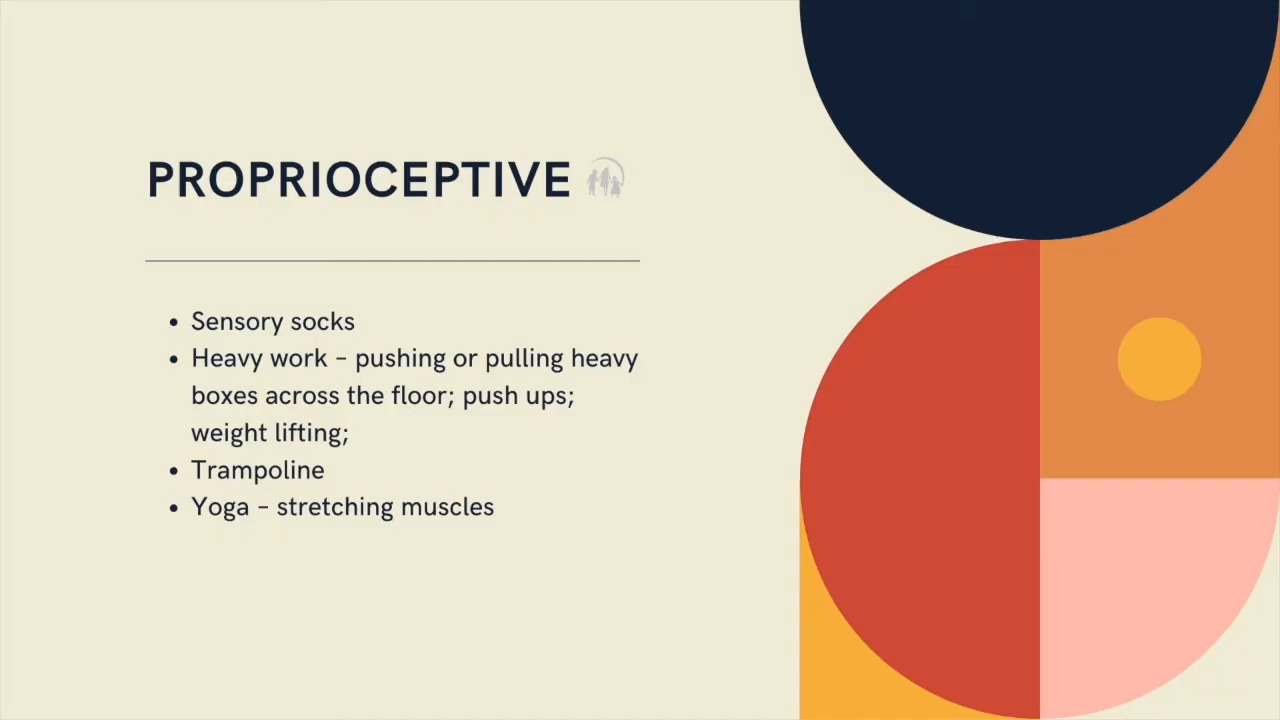 PROPRIOCEPTIVE
• Sensory socks
• Heavy work – pushing or pulling heavy
boxes across the floor; push ups;
weight lifting;
• Trampoline
• Yoga – stretching muscles